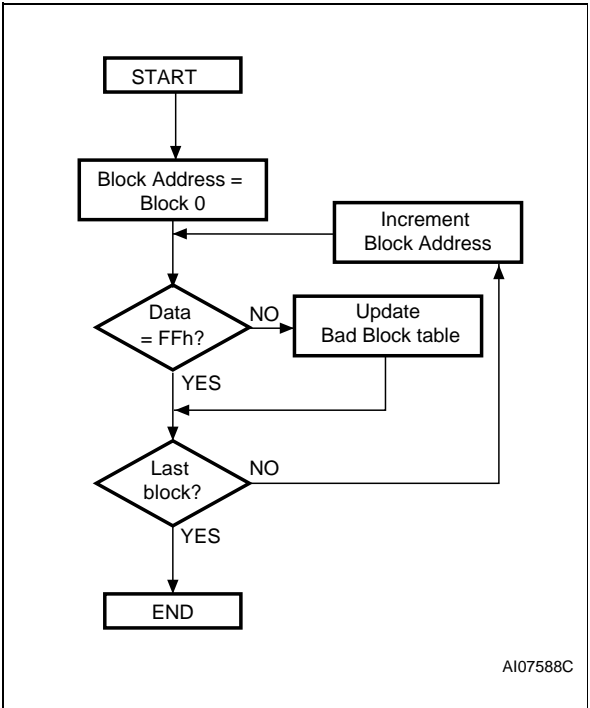 START
Block Address =
Block 0
Increment
Block Address
Data
= FFh?
NO
Update
Bad Block table
YES
Last
block?
NO
YES
END
AI07588C